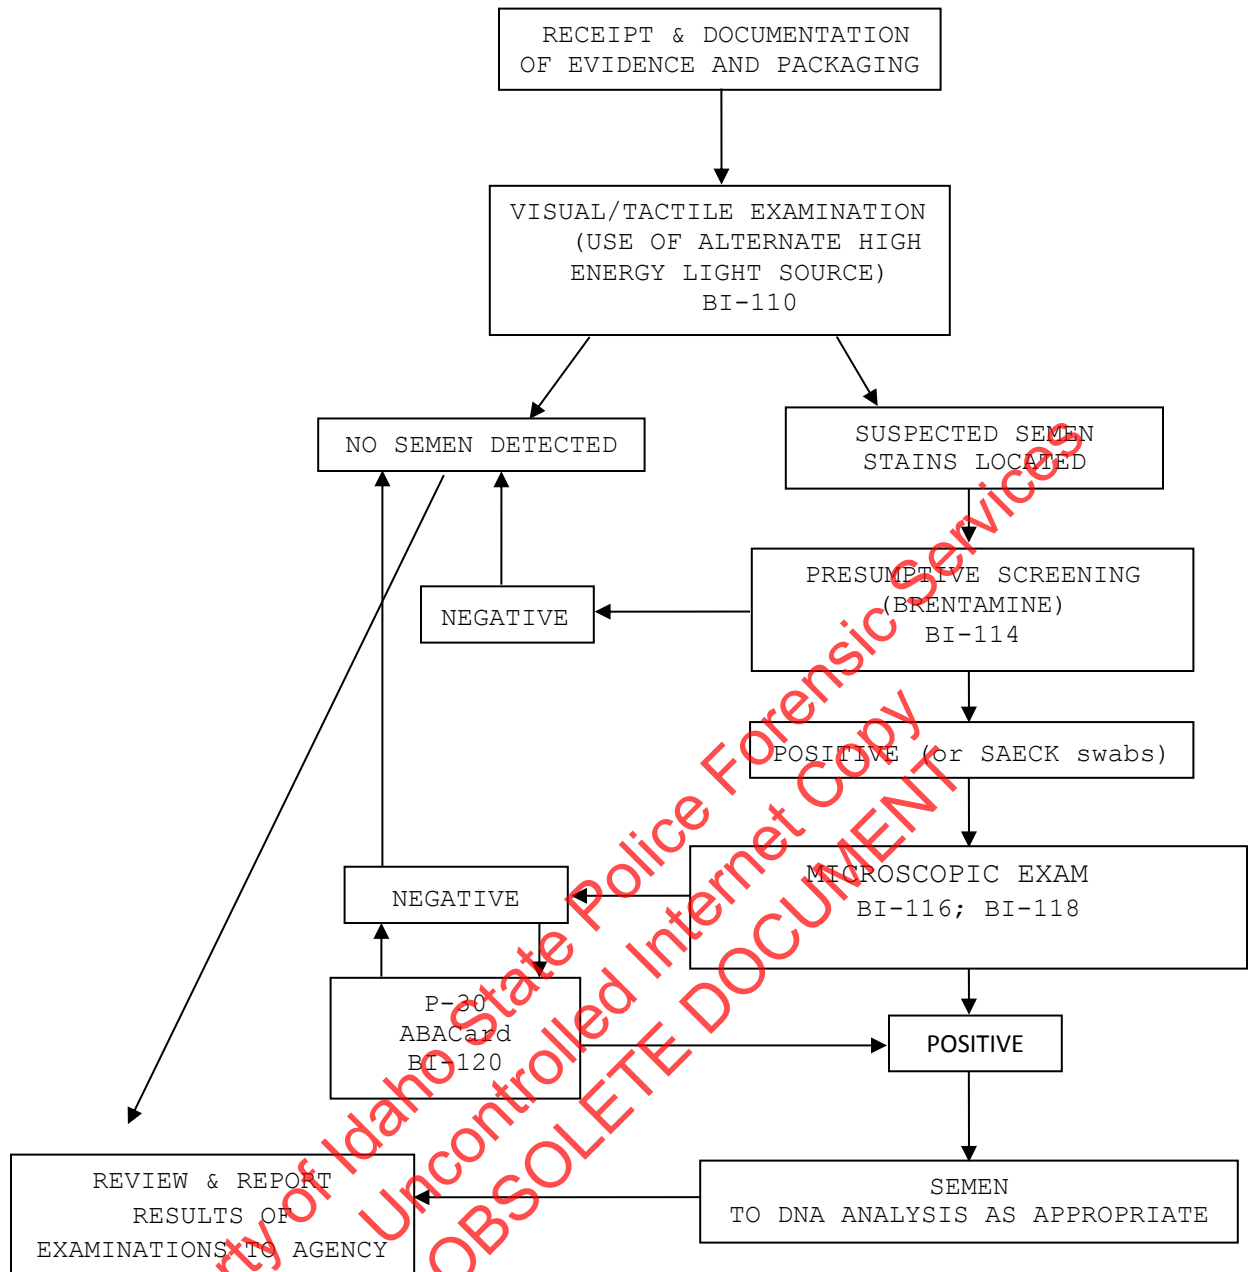 RECEIPT & DOCUMENTATION
OF EVIDENCE AND PACKAGING
VISUAL/TACTILE EXAMINATION
(USE OF ALTERNATE HIGH
ENERGY LIGHT SOURCE)
BI-110
NO SEMEN DETECTED
SUSPECTED SEMEN
STAINS LOCATED
PRESUMPTIVE SCREENING
(BRENTAMINE)
BI-114
NEGATIVE
POSITIVE (or SAECK swabs)
MICROSCOPIC EXAM
BI-116; BI-118
NEGATIVE
P-30
ABACard
BI-120
POSITIVE
REVIEW & REPORT
RESULTS OF
EXAMINATIONS TO AGENCY
SEMEN
TO DNA ANALYSIS AS APPROPRIATE
of Idaho State Police Forensic Services
Uncontrolled Internet Copy
OBSOLETE DOCUMENT